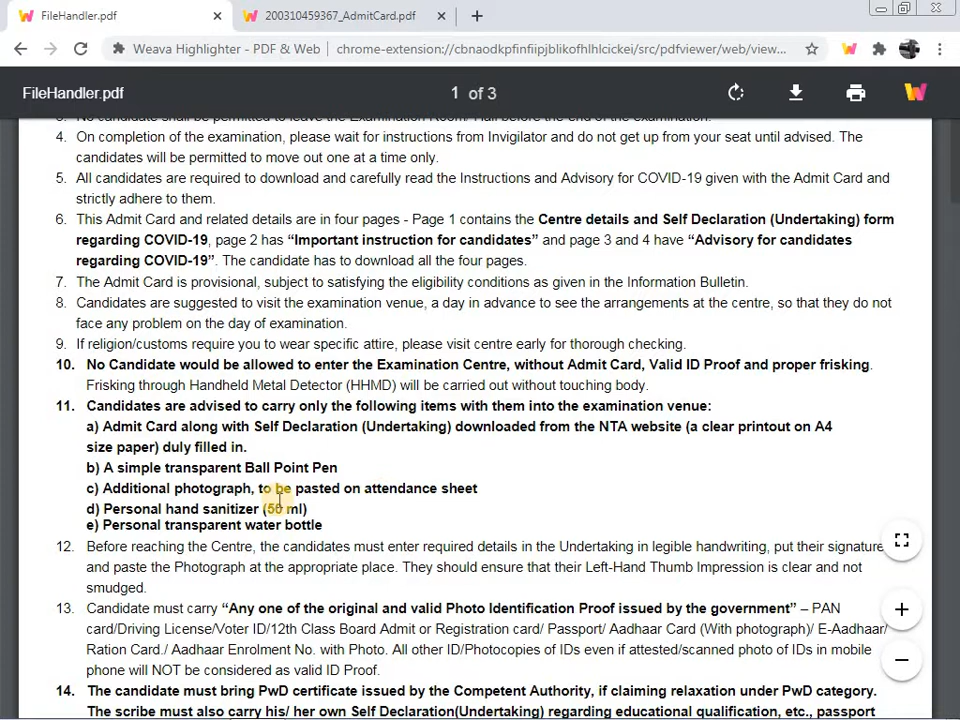 FileHandler.pdf
200310459367_AdmitCard.pdf
Weava Highlighter - PDF & Web
chrome-extension://cbnaodkpfinfiipjblikofhlhlcickei/src/pdfviewer/web/view...
FileHandler.pdf
1 of 3
4. On completion of the examination, please wait for instructions from Invigilator and do not get up from your seat until advised. The
candidates will be permitted to move out one at a time only.
5. All candidates are required to download and carefully read the Instructions and Advisory for COVID-19 given with the Admit Card and
strictly adhere to them.
6. This Admit Card and related details are in four pages - Page 1 contains the Centre details and Self Declaration (Undertaking) form
regarding COVID-19, page 2 has “Important instruction for candidates” and page 3 and 4 have “Advisory for candidates
regarding COVID-19”. The candidate has to download all the four pages.
7. The Admit Card is provisional, subject to satisfying the eligibility conditions as given in the Information Bulletin.
8. Candidates are suggested to visit the examination venue, a day in advance to see the arrangements at the centre, so that they do not
face any problem on the day of examination.
9. If religion/customs require you to wear specific attire, please visit centre early for thorough checking.
10. No Candidate would be allowed to enter the Examination Centre, without Admit Card, Valid ID Proof and proper frisking.
Frisking through Handheld Metal Detector (HHMD) will be carried out without touching body.
11. Candidates are advised to carry only the following items with them into the examination venue:
a) Admit Card along with Self Declaration (Undertaking) downloaded from the NTA website (a clear printout on A4
size paper) duly filled in.
b) A simple transparent Ball Point Pen
c) Additional photograph, to be pasted on attendance sheet
d) Personal hand sanitizer (50 ml)
e) Personal transparent water bottle
12. Before reaching the Centre, the candidates must enter required details in the Undertaking in legible handwriting, put their signature
and paste the Photograph at the appropriate place. They should ensure that their Left-Hand Thumb Impression is clear and not
smudged.
13. Candidate must carry “Any one of the original and valid Photo Identification Proof issued by the government” – PAN
card/Driving License/Voter ID/12th Class Board Admit or Registration card/ Passport/ Aadhaar Card (With photograph)/ E-Aadhaar/
Ration Card./ Aadhaar Enrolment No. with Photo. All other ID/Photocopies of IDs even if attested/scanned photo of IDs in mobile
phone will NOT be considered as valid ID Proof.
14. The candidate must bring PwD certificate issued by the Competent Authority, if claiming relaxation under PwD category.
The scribe must also carry his/ her own Self Declaration(Undertaking) regarding educational qualification, etc., passport